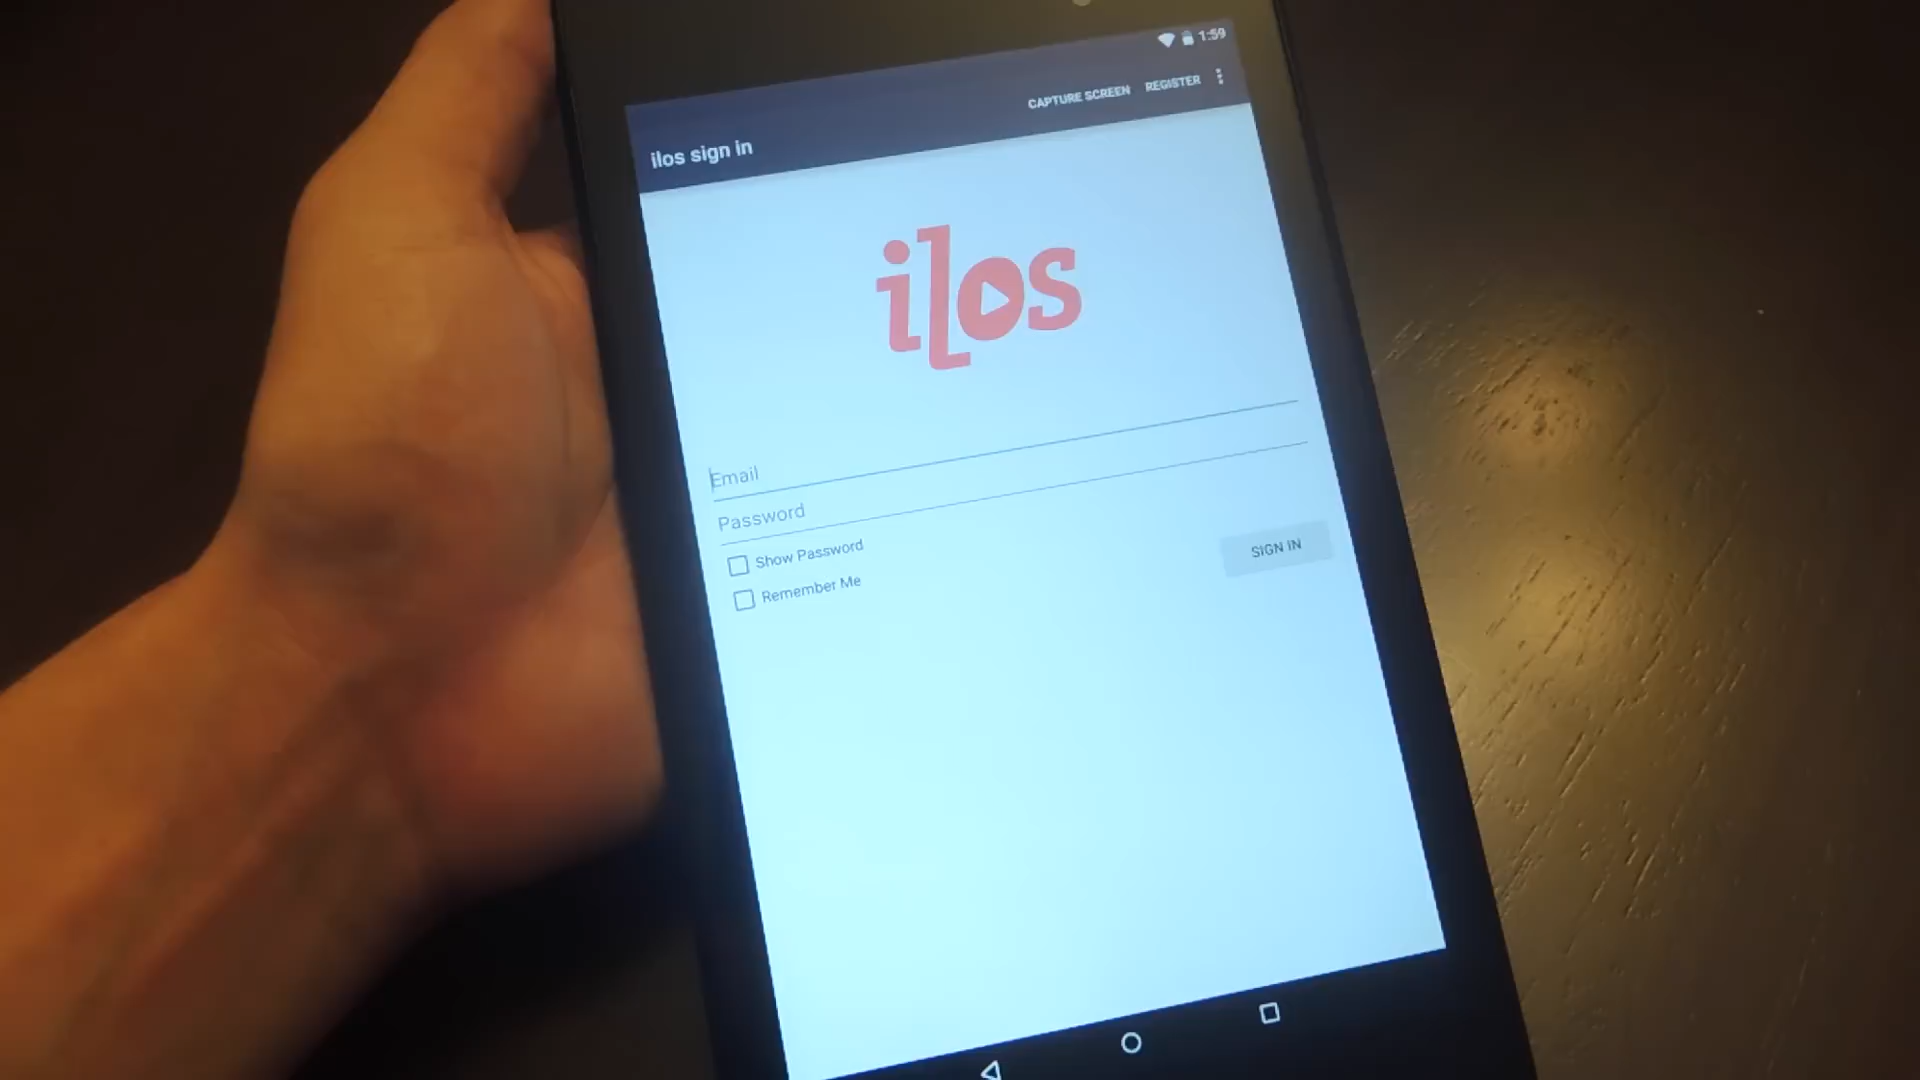 1:59
CAPTURE SCREEN REGISTER
ilos sign in
ilos
Email
Password
Show Password
SIGN IN
Remember Me